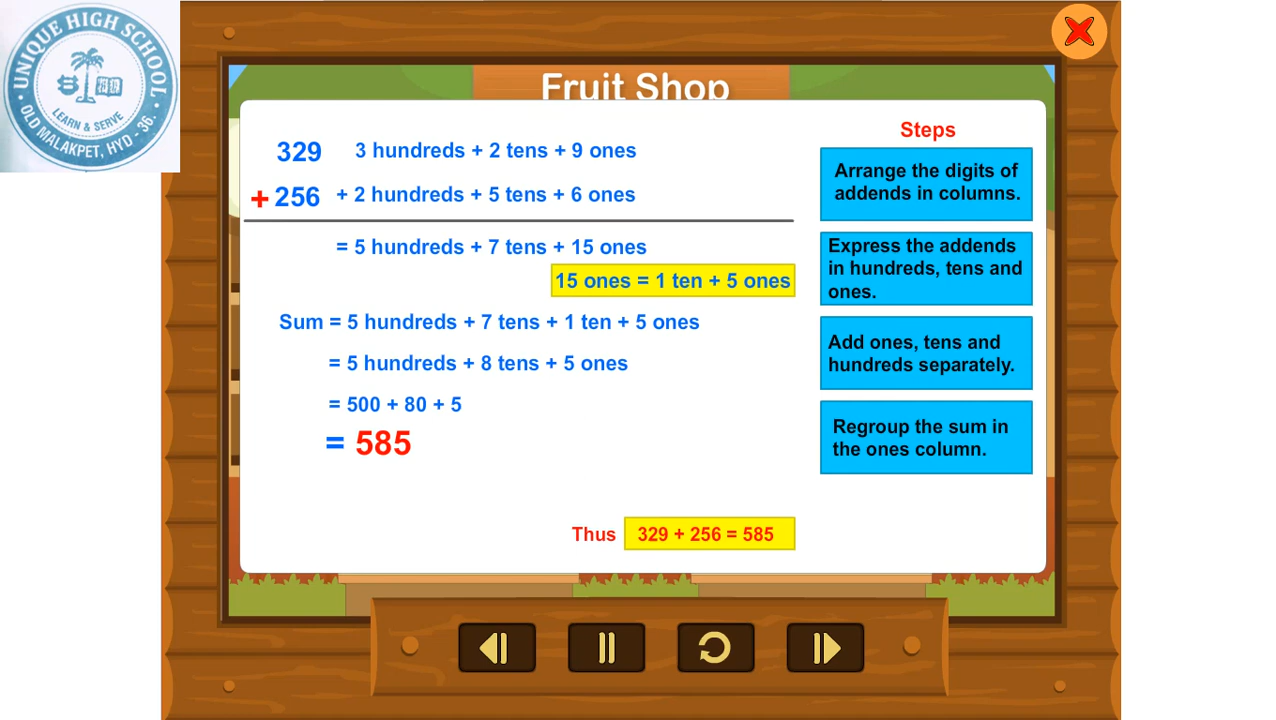 UNIQUE HIGH SCHOOL
LEARN & SERVE
OLD MALAKPET, HYD - 36.
Fruit Shop
329 3 hundreds + 2 tens + 9 ones
+ 256 + 2 hundreds + 5 tens + 6 ones
= 5 hundreds + 7 tens + 15 ones
15 ones = 1 ten + 5 ones
Sum = 5 hundreds + 7 tens + 1 ten + 5 ones
= 5 hundreds + 8 tens + 5 ones
= 500 + 80 + 5
= 585
Thus 329 + 256 = 585
Steps
Arrange the digits of
addends in columns.
Express the addends
in hundreds, tens and
ones.
Add ones, tens and
hundreds separately.
Regroup the sum in
the ones column.